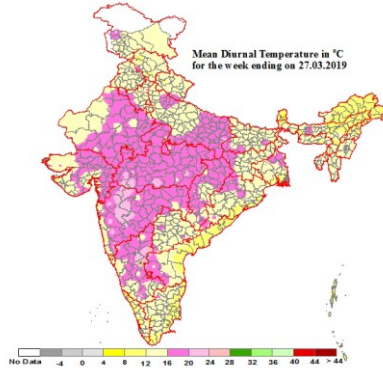 Mean Diurnal Temperature in °C
for the week ending on 27.03.2019
No Data -4 0 4 8 12 16 20 24 28 32 36 40 44 > 44